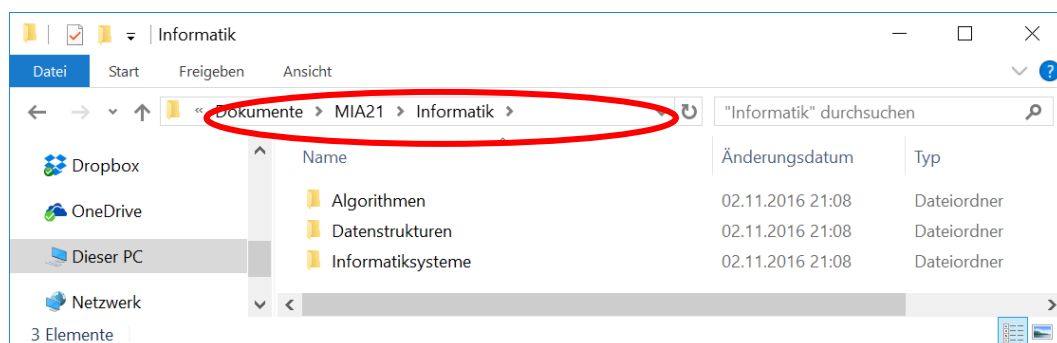 Informatik
Datei Start Freigeben Ansicht
« Dokumente > MIA21 > Informatik > "Informatik" durchsuchen
Name Änderungsdatum Typ
Dropbox
Algorithmen 02.11.2016 21:08 Dateiordner
OneDrive
Datenstrukturen 02.11.2016 21:08 Dateiordner
Dieser PC
Informatiksysteme 02.11.2016 21:08 Dateiordner
Netzwerk
3 Elemente